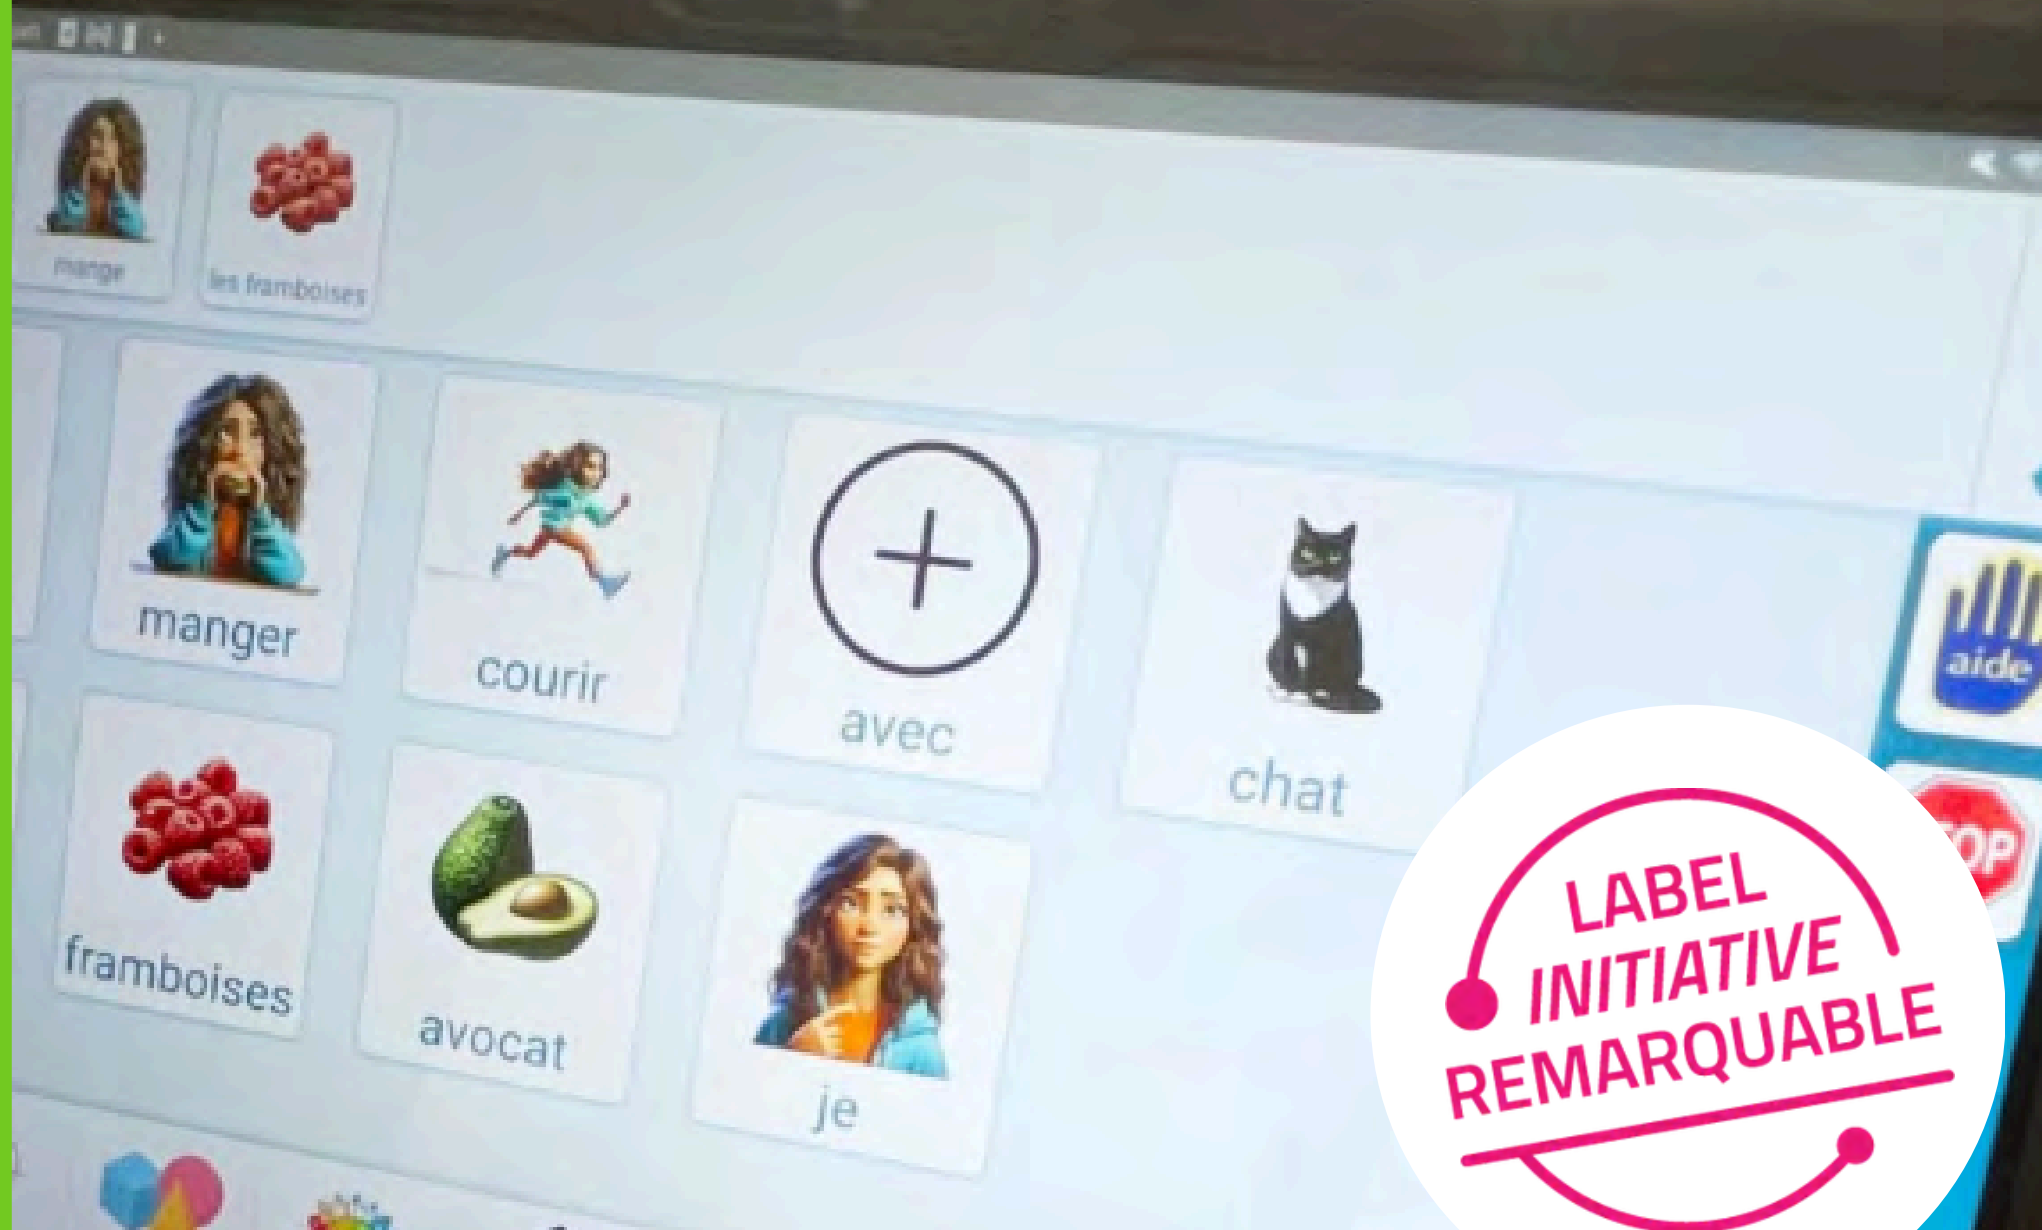 mange
les framboises
manger
courir
avec
chat
aide
framboises
avocat
je
LABEL
INITIATIVE
REMARQUABLE